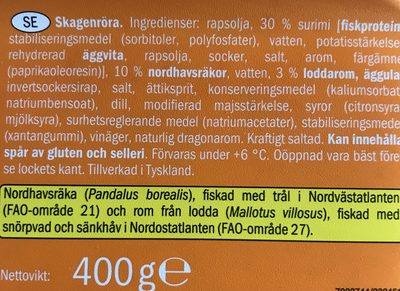 SE Skagenröra. Ingredienser: rapsolja, 30 % surimi [fiskprotein
stabiliseringsmedel (sorbitoler, polyfosfater), vatten, potatisstärkelse
rehydrerad äggvita, rapsolja, socker, salt, arom, färgämne
(paprikaoleoresin)], 10 % nordhavsräkor, vatten, 3 % loddarom, äggula
invertsockersirap, salt, ättiksprit, konserveringsmedel (kaliumsorbat
natriumbensoat), dill, modifierad majsstärkelse, syror (citronsyra
mjölksyra), surhetsreglerande medel (natriumacetater), stabiliseringsmede
(xantangummi), vinäger, naturlig dragonarom. Kraftigt saltad. Kan innehålla
spår av gluten och selleri. Förvaras under +6 °C. Oöppnad vara bäst före
se lockets kant. Tillverkad i Tyskland.
Nordhavsräka (Pandalus borealis), fiskad med trål i Nordvästatlanten
(FAO-område 21) och rom från lodda (Mallotus villosus), fiskad med
snörpvad och sänkhåv i Nordostatlanten (FAO-område 27).
Nettovikt: 400 g e